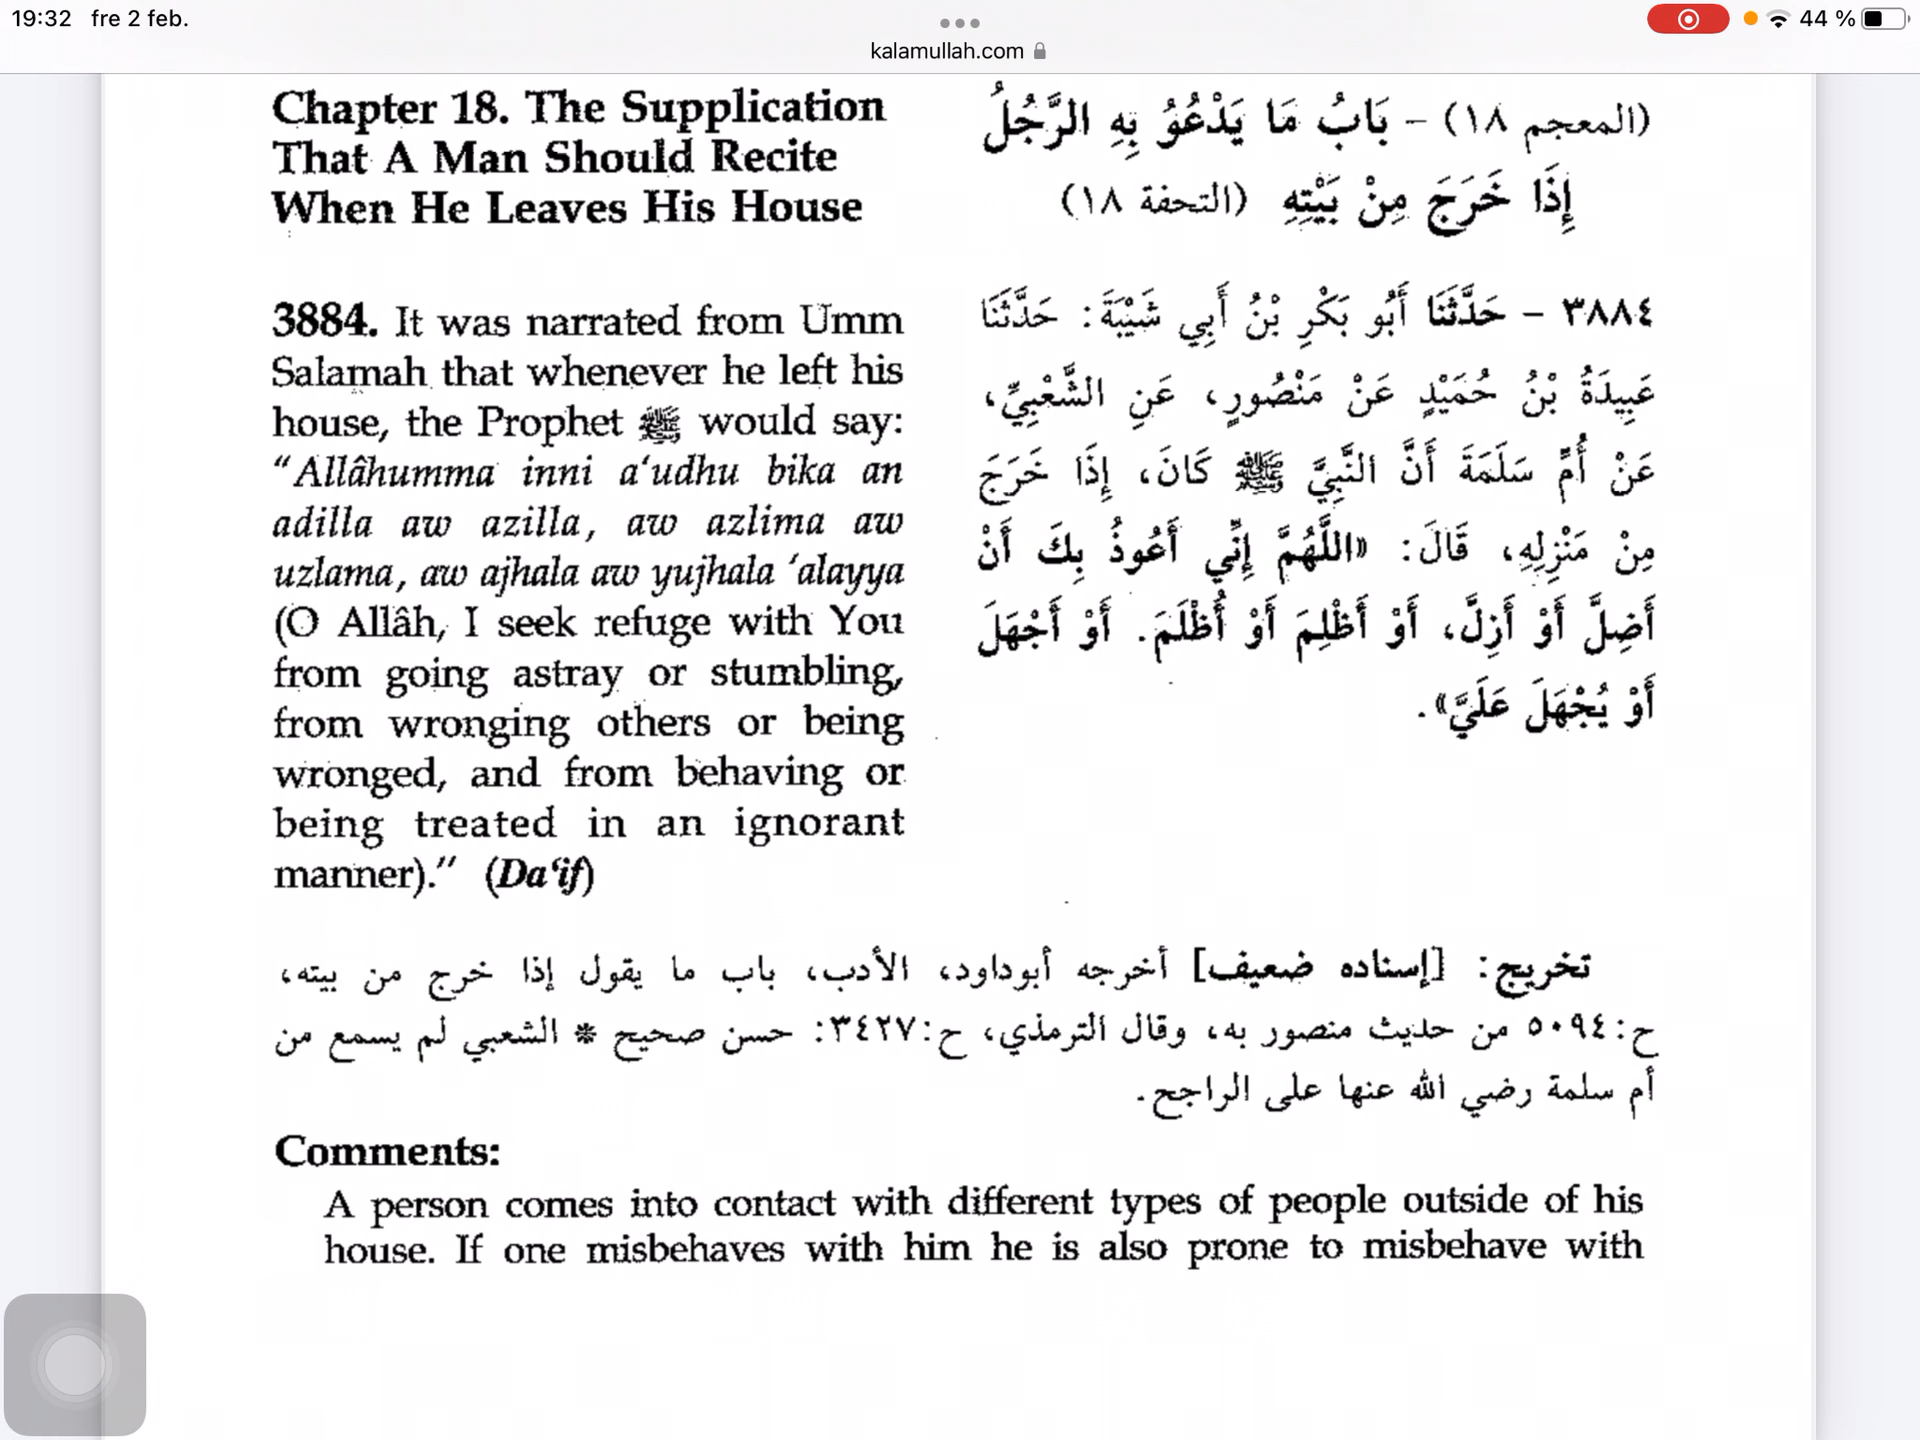 19:32 fre 2 feb.
44 %
kalamullah.com
Chapter 18. The Supplication
That A Man Should Recite
When He Leaves His House
(المعجم ١٨) - بَابُ مَا يَدْعُو بِهِ الرَّجُلُ
إِذَا خَرَجَ مِنْ بَيْتِهِ (التحفة ١٨)
3884. It was narrated from Umm
Salamah that whenever he left his
house, the Prophet ﷺ would say:
“Allâhumma inni a‘udhu bika an
adilla aw azilla, aw azlima aw
uzlama, aw ajhala aw yujhala ‘alayya
(O Allâh, I seek refuge with You
from going astray or stumbling,
from wronging others or being
wronged, and from behaving or
being treated in an ignorant
manner).” (Da‘if)
٣٨٨٤ - حَدَّثَنَا أَبُو بَكْرِ بْنُ أَبِي شَيْبَةَ: حَدَّثَنَا
عَبِيدَةُ بْنُ حُمَيْدٍ عَنْ مَنْصُورٍ، عَنِ الشَّعْبِيِّ،
عَنْ أُمِّ سَلَمَةَ أَنَّ النَّبِيَّ ﷺ كَانَ، إِذَا خَرَجَ
مِنْ مَنْزِلِهِ، قَالَ: «اللَّهُمَّ إِنِّي أَعُوذُ بِكَ أَنْ
أَضِلَّ أَوْ أَزِلَّ، أَوْ أَظْلِمَ أَوْ أُظْلَمَ. أَوْ أَجْهَلَ
أَوْ يُجْهَلَ عَلَيَّ».
تخريج: [إسناده ضعيف] أخرجه أبوداود، الأدب، باب ما يقول إذا خرج من بيته،
ح:٥٠٩٤ من حديث منصور به، وقال الترمذي، ح:٣٤٢٧: حسن صحيح * الشعبي لم يسمع من
أم سلمة رضي الله عنها على الراجح.
Comments:
A person comes into contact with different types of people outside of his
house. If one misbehaves with him he is also prone to misbehave with